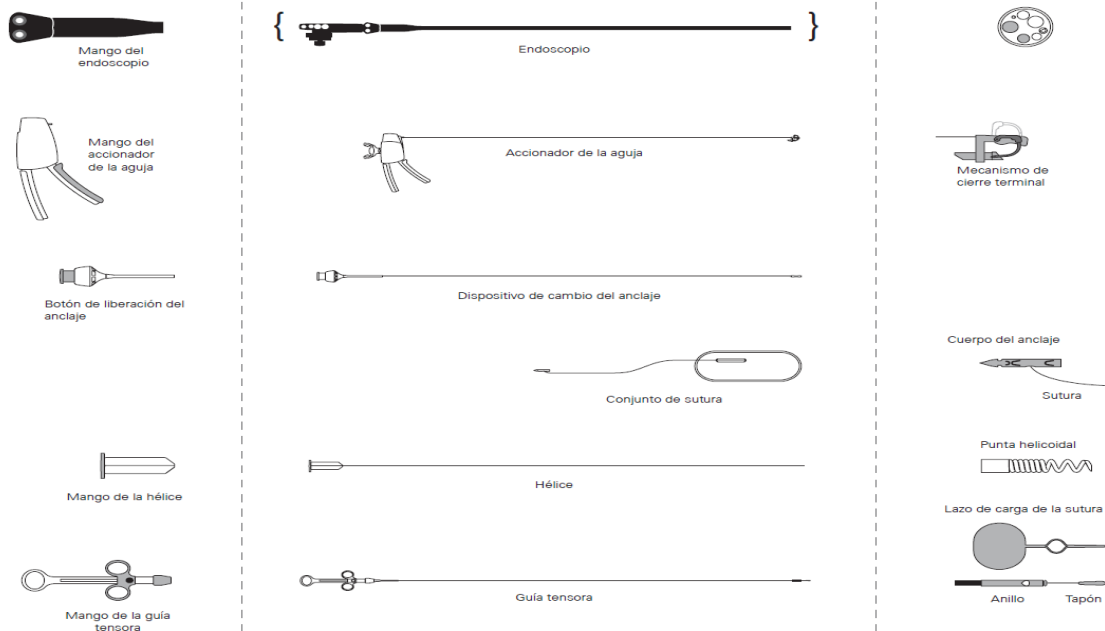 Mango del
endoscopio
{
Endoscopio
}
Mango del
accionador
de la aguja
Accionador de la aguja
Mecanismo de
cierre terminal
Botón de liberación del
anclaje
Dispositivo de cambio del anclaje
Cuerpo del anclaje
Conjunto de sutura
Sutura
Punta helicoidal
Mango de la hélice
Hélice
Lazo de carga de la sutura
Mango de la guía
tensora
Guía tensora
Anillo
Tapón